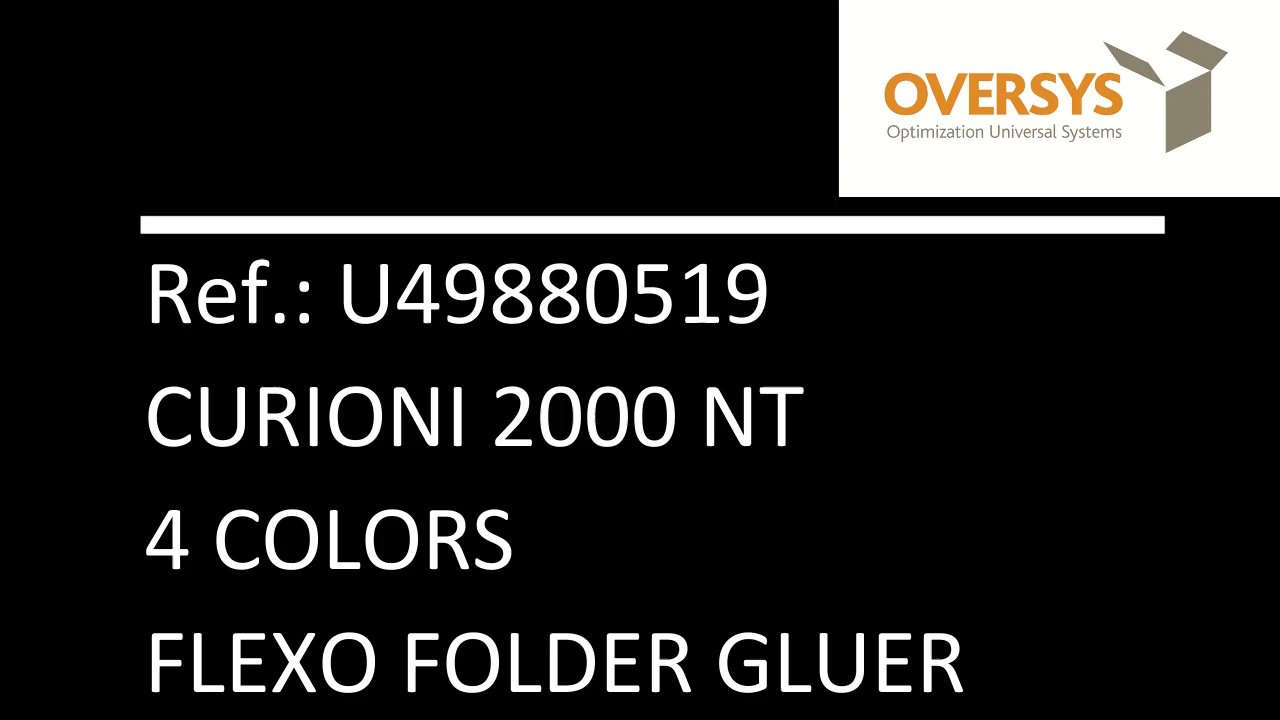 OVERSYS
Optimization Universal Systems
Ref.: U49880519
CURIONI 2000 NT
4 COLORS
FLEXO FOLDER GLUER